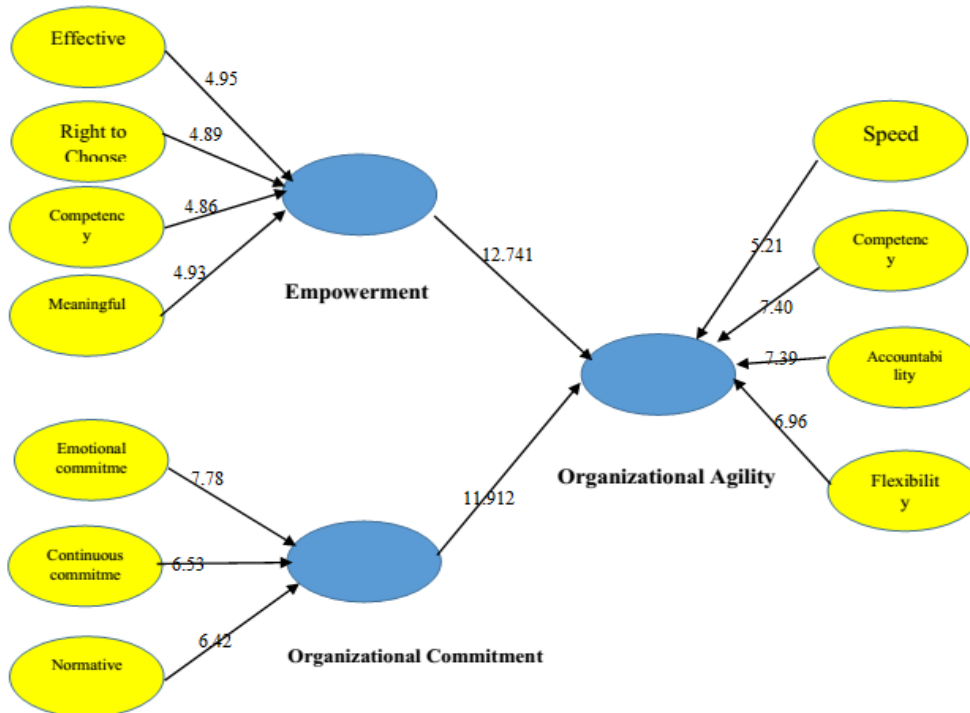 Effective
4.95
Right to
Choose
4.89
Competenc
y
4.86
Meaningful
4.93
Empowerment
12.741
Speed
5.21
Competenc
y
7.40
Accountabi
lity
7.39
Flexibilit
y
6.96
Organizational Agility
Emotional
commitme
7.78
Continuous
commitme
6.53
Normative
6.42
11.912
Organizational Commitment